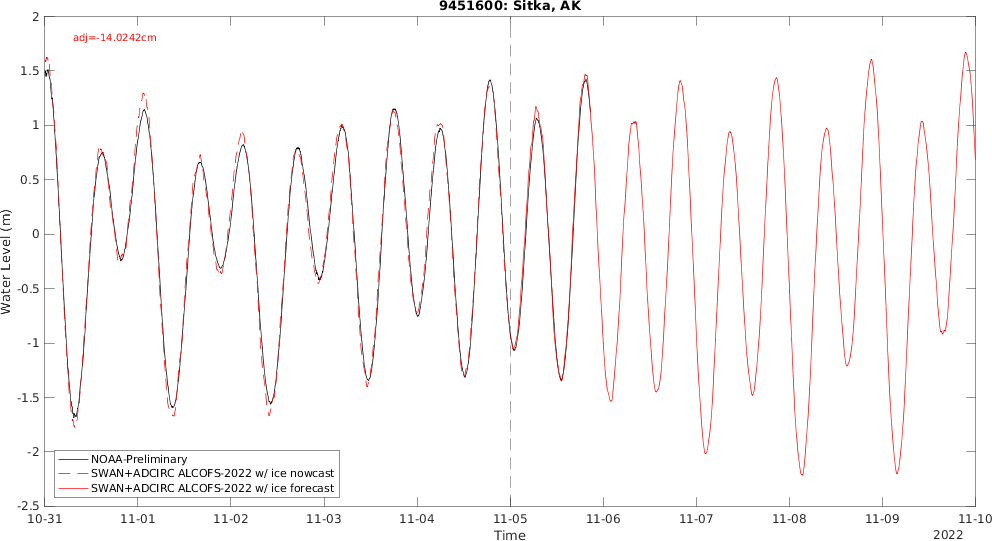 9451600: Sitka, AK
adj=-14.0242cm
Water Level (m)
2
1.5
1
0.5
0
-0.5
-1
-1.5
-2
-2.5
NOAA-Preliminary
SWAN+ADCIRC ALCOFS-2022 w/ ice nowcast
SWAN+ADCIRC ALCOFS-2022 w/ ice forecast
10-31 11-01 11-02 11-03 11-04 11-05 11-06 11-07 11-08 11-09 11-10
Time
2022